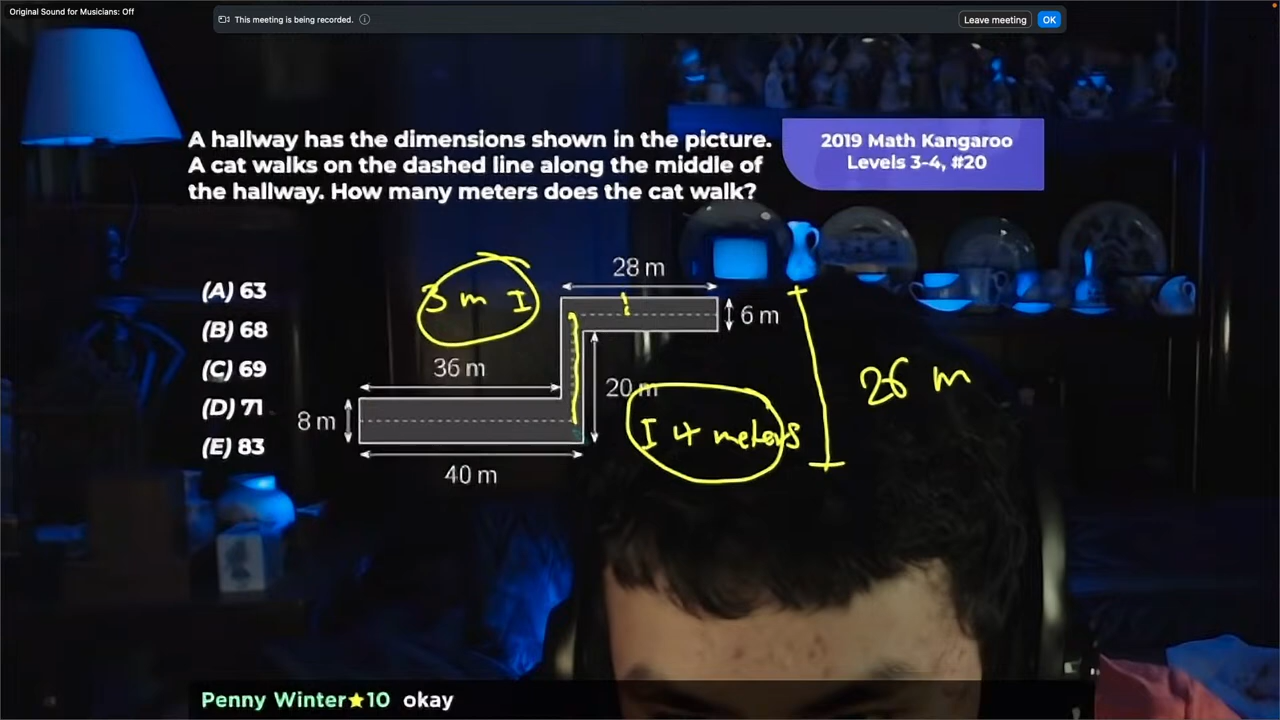 Original Sound for Musicians: Off
This meeting is being recorded.
Leave meeting
OK
A hallway has the dimensions shown in the picture.
A cat walks on the dashed line along the middle of
the hallway. How many meters does the cat walk?
2019 Math Kangaroo
Levels 3-4, #20
(A) 63
(B) 68
(C) 69
(D) 71
(E) 83
3 m I
28 m
6 m
36 m
20 m
26 m
8 m
I 4 meters
40 m
Penny Winter⭐10 okay